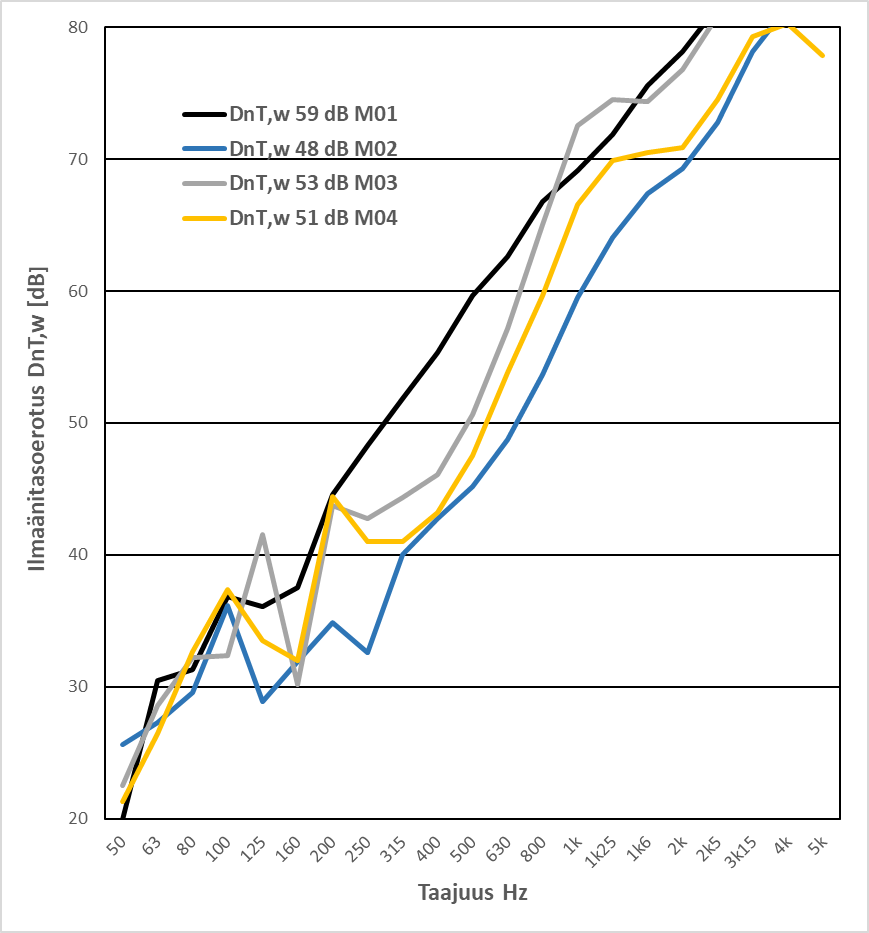 80
70
60
50
40
30
20
Ilmaänitasoerotus DnT,w [dB]
DnT,w 59 dB M01
DnT,w 48 dB M02
DnT,w 53 dB M03
DnT,w 51 dB M04
50 63 80 100 125 160 200 250 315 400 500 630 800 1k 1k25 1k6 2k 2k5 3k15 4k 5k
Taajuus Hz